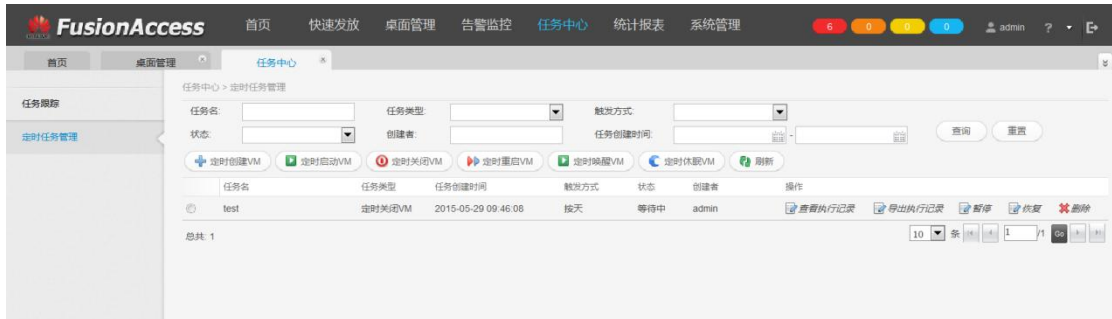 FusionAccess 首页 快速发放 桌面管理 告警监控 任务中心 统计报表 系统管理 6 0 0 0 admin ?
首页 桌面管理 任务中心
任务中心 > 定时任务管理
任务跟踪
定时任务管理
任务名: 任务类型: 触发方式:
状态: 创建者: 任务创建时间: - 查询 重置
定时创建VM 定时启动VM 定时关闭VM 定时重启VM 定时唤醒VM 定时休眠VM 刷新
任务名 任务类型 任务创建时间 触发方式 状态 创建者 操作
test 定时关闭VM 2015-05-29 09:46:08 按天 等待中 admin 查看执行记录 导出执行记录 暂停 恢复 删除
总共: 1 10 条 1 /1 Go